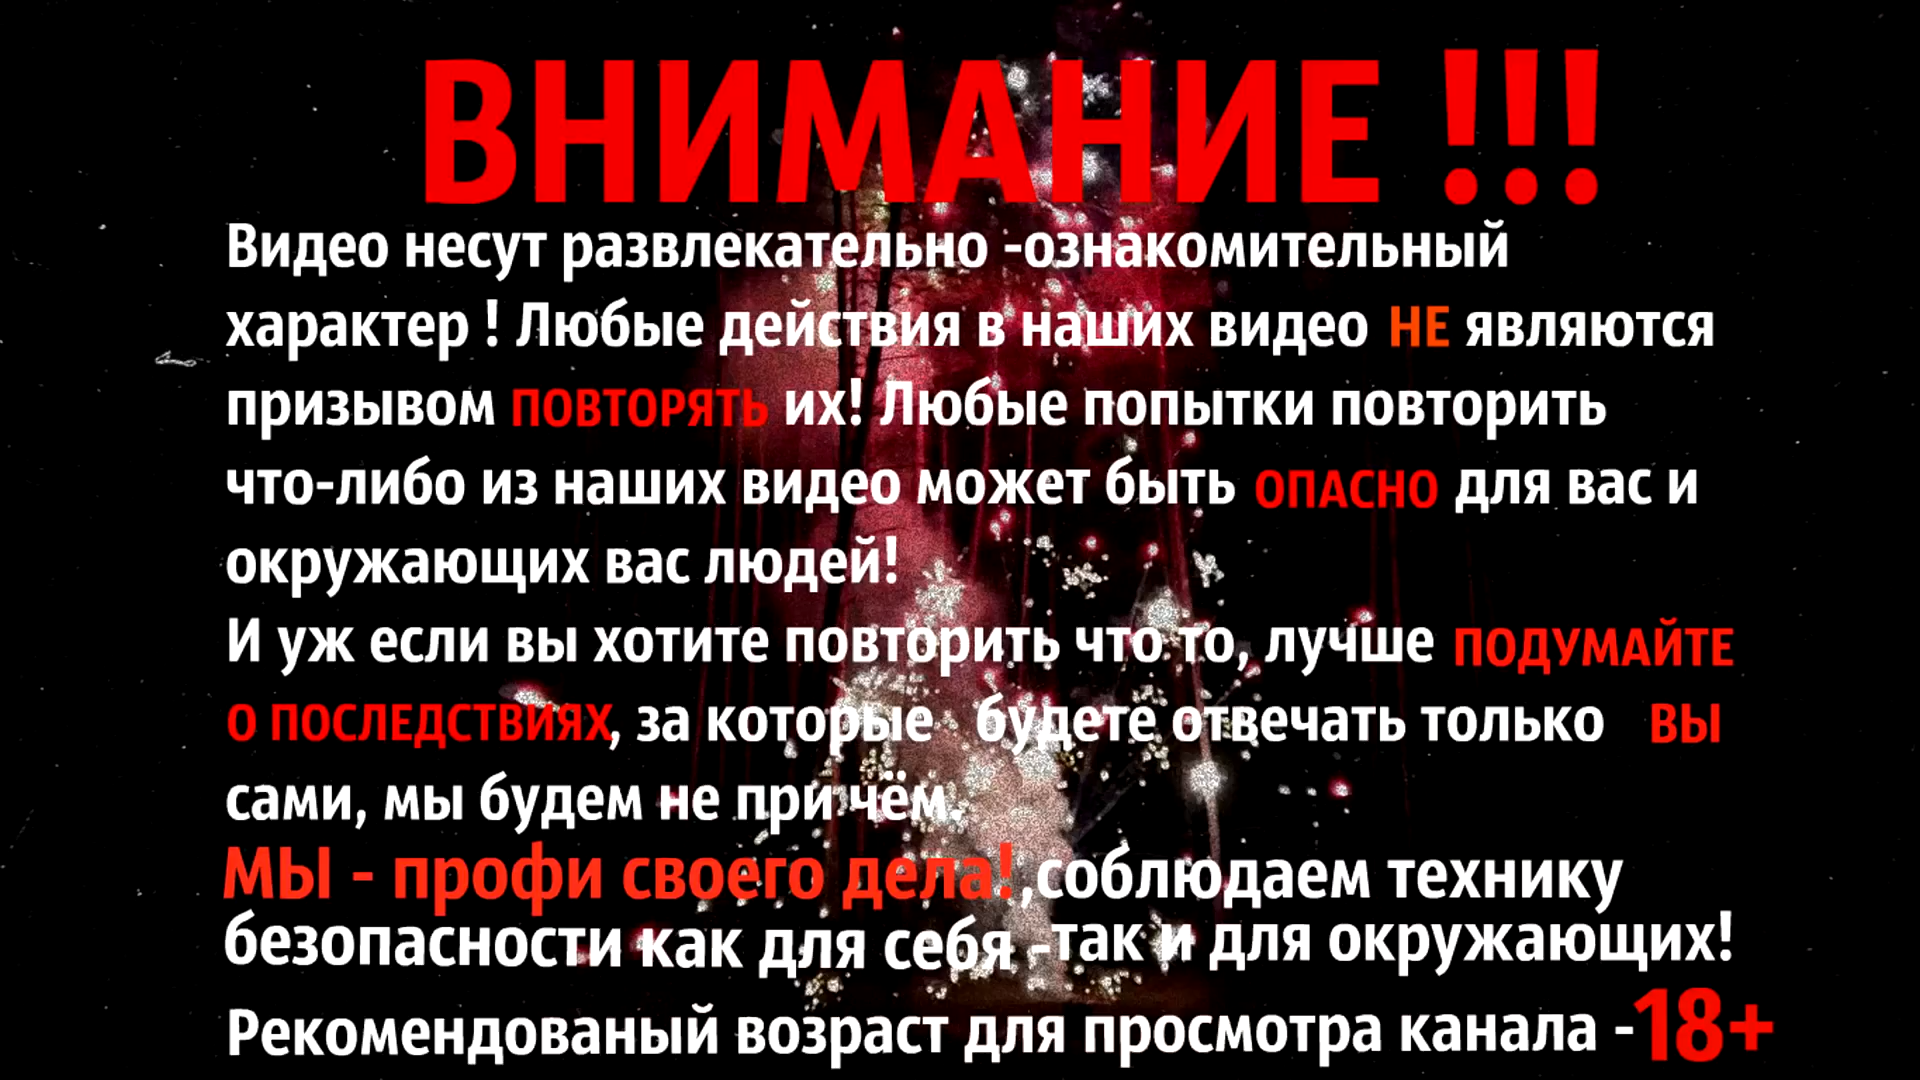 ВНИМАНИЕ !!!
Видео несут развлекательно -ознакомительный
характер ! Любые действия в наших видео НЕ являются
призывом ПОВТОРЯТЬ их! Любые попытки повторить
что-либо из наших видео может быть ОПАСНО для вас и
окружающих вас людей!
И уж если вы хотите повторить что то, лучше ПОДУМАЙТЕ
О ПОСЛЕДСТВИЯХ, за которые будете отвечать только ВЫ
сами, мы будем не при чём.
МЫ - профи своего дела!,соблюдаем технику
безопасности как для себя -так и для окружающих!
Рекомендованый возраст для просмотра канала -18+